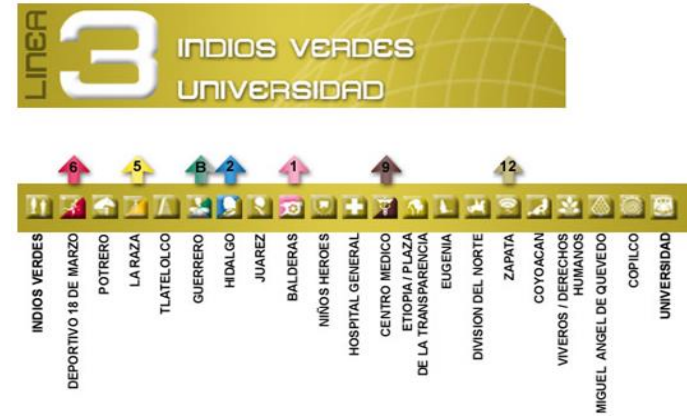 LINEA
3
INDIOS VERDES
UNIVERSIDAD
6
5
B
2
1
9
12
INDIOS VERDES
DEPORTIVO 18 DE MARZO
POTRERO
LA RAZA
TLATELOLCO
GUERRERO
HIDALGO
JUAREZ
BALDERAS
NIÑOS HEROES
HOSPITAL GENERAL
CENTRO MEDICO
ETIOPIA / PLAZA
DE LA TRANSPARENCIA
EUGENIA
DIVISION DEL NORTE
ZAPATA
COYOACAN
VIVEROS / DERECHOS
HUMANOS
MIGUEL ANGEL DE QUEVEDO
COPILCO
UNIVERSIDAD